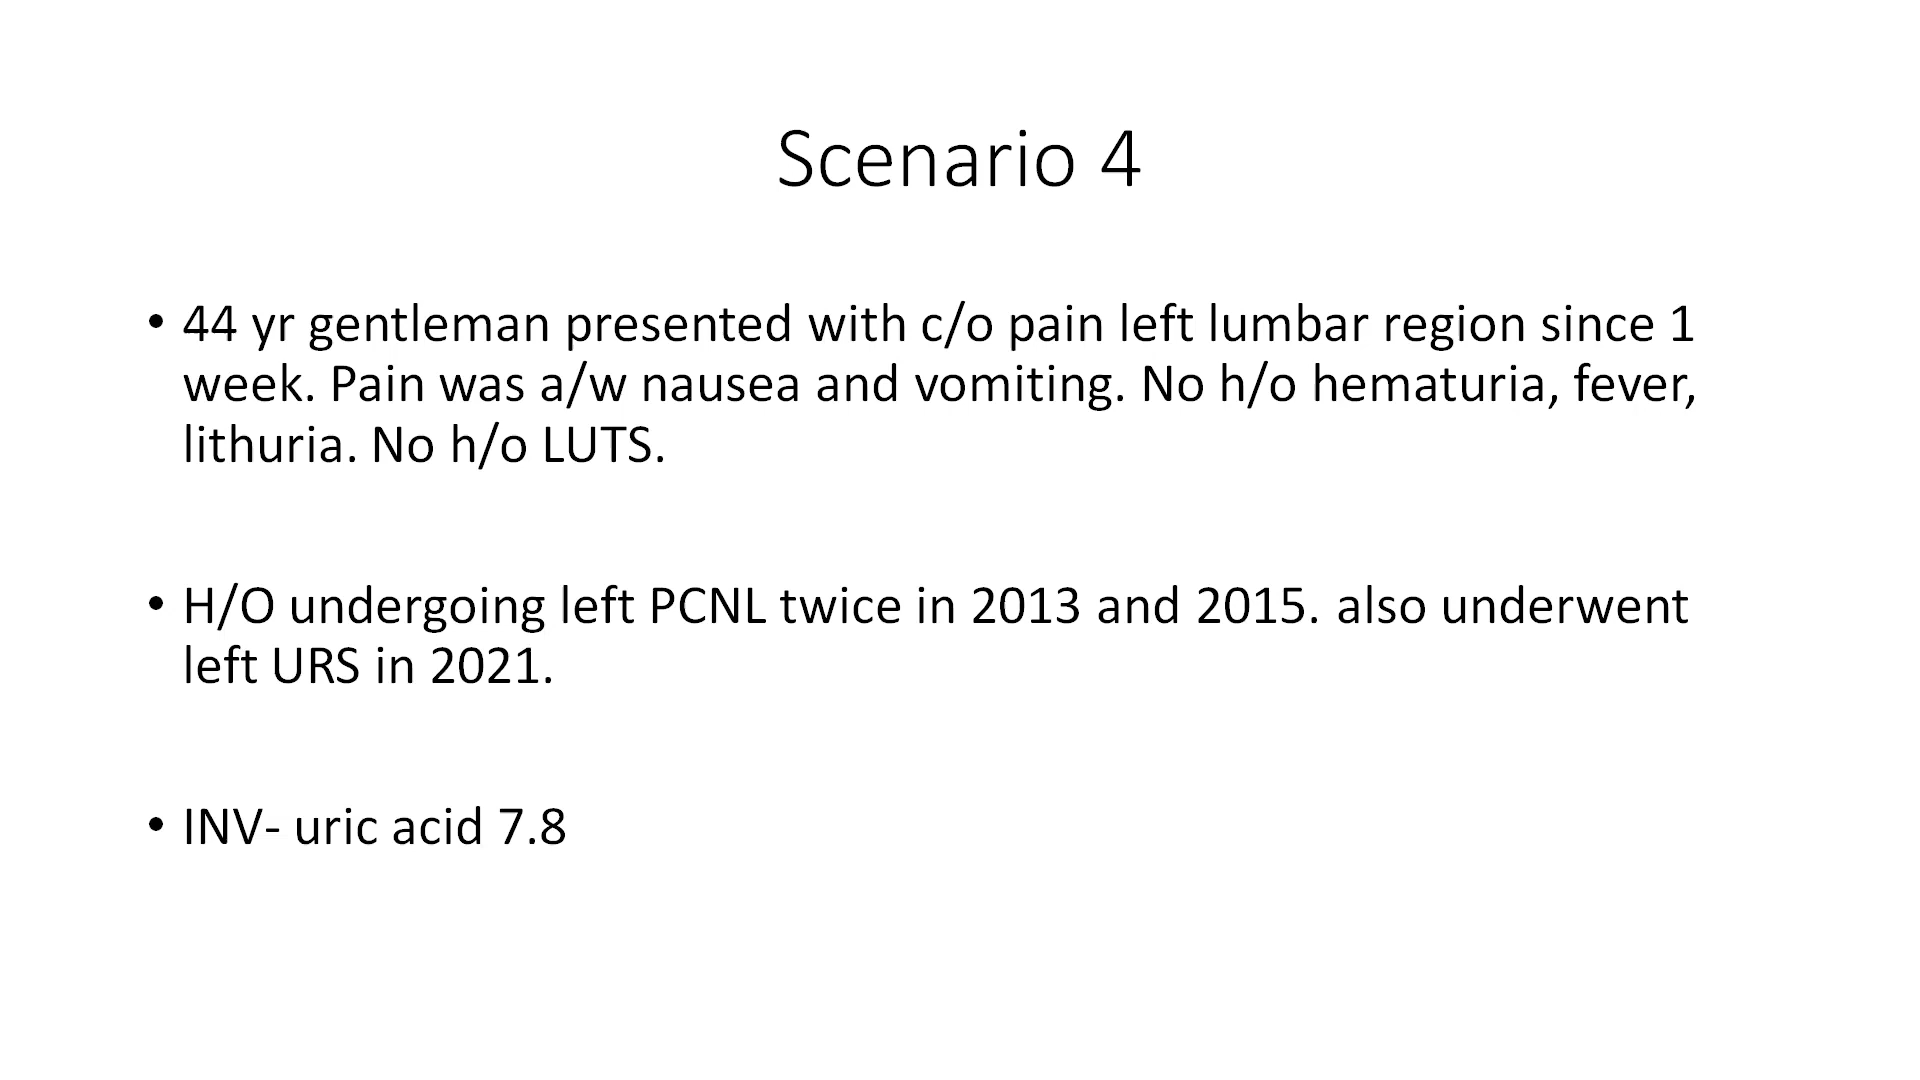 Scenario 4
• 44 yr gentleman presented with c/o pain left lumbar region since 1
week. Pain was a/w nausea and vomiting. No h/o hematuria, fever,
lithuria. No h/o LUTS.
• H/O undergoing left PCNL twice in 2013 and 2015. also underwent
left URS in 2021.
• INV- uric acid 7.8